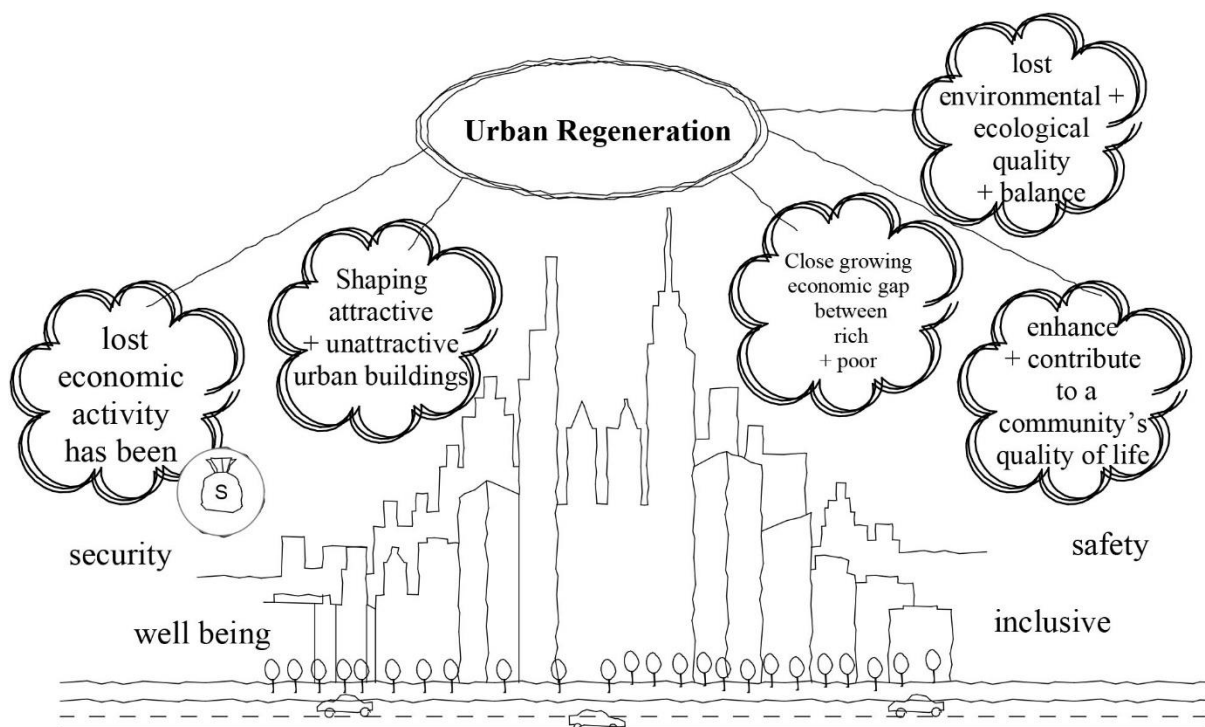 Urban Regeneration
lost
environmental +
ecological
quality
+ balance
Shaping
attractive
+ unattractive
urban buildings
Close growing
economic gap
between
rich
+ poor
lost
economic
activity
has been
S
enhance
+ contribute
to a
community’s
quality of life
security
safety
well being
inclusive